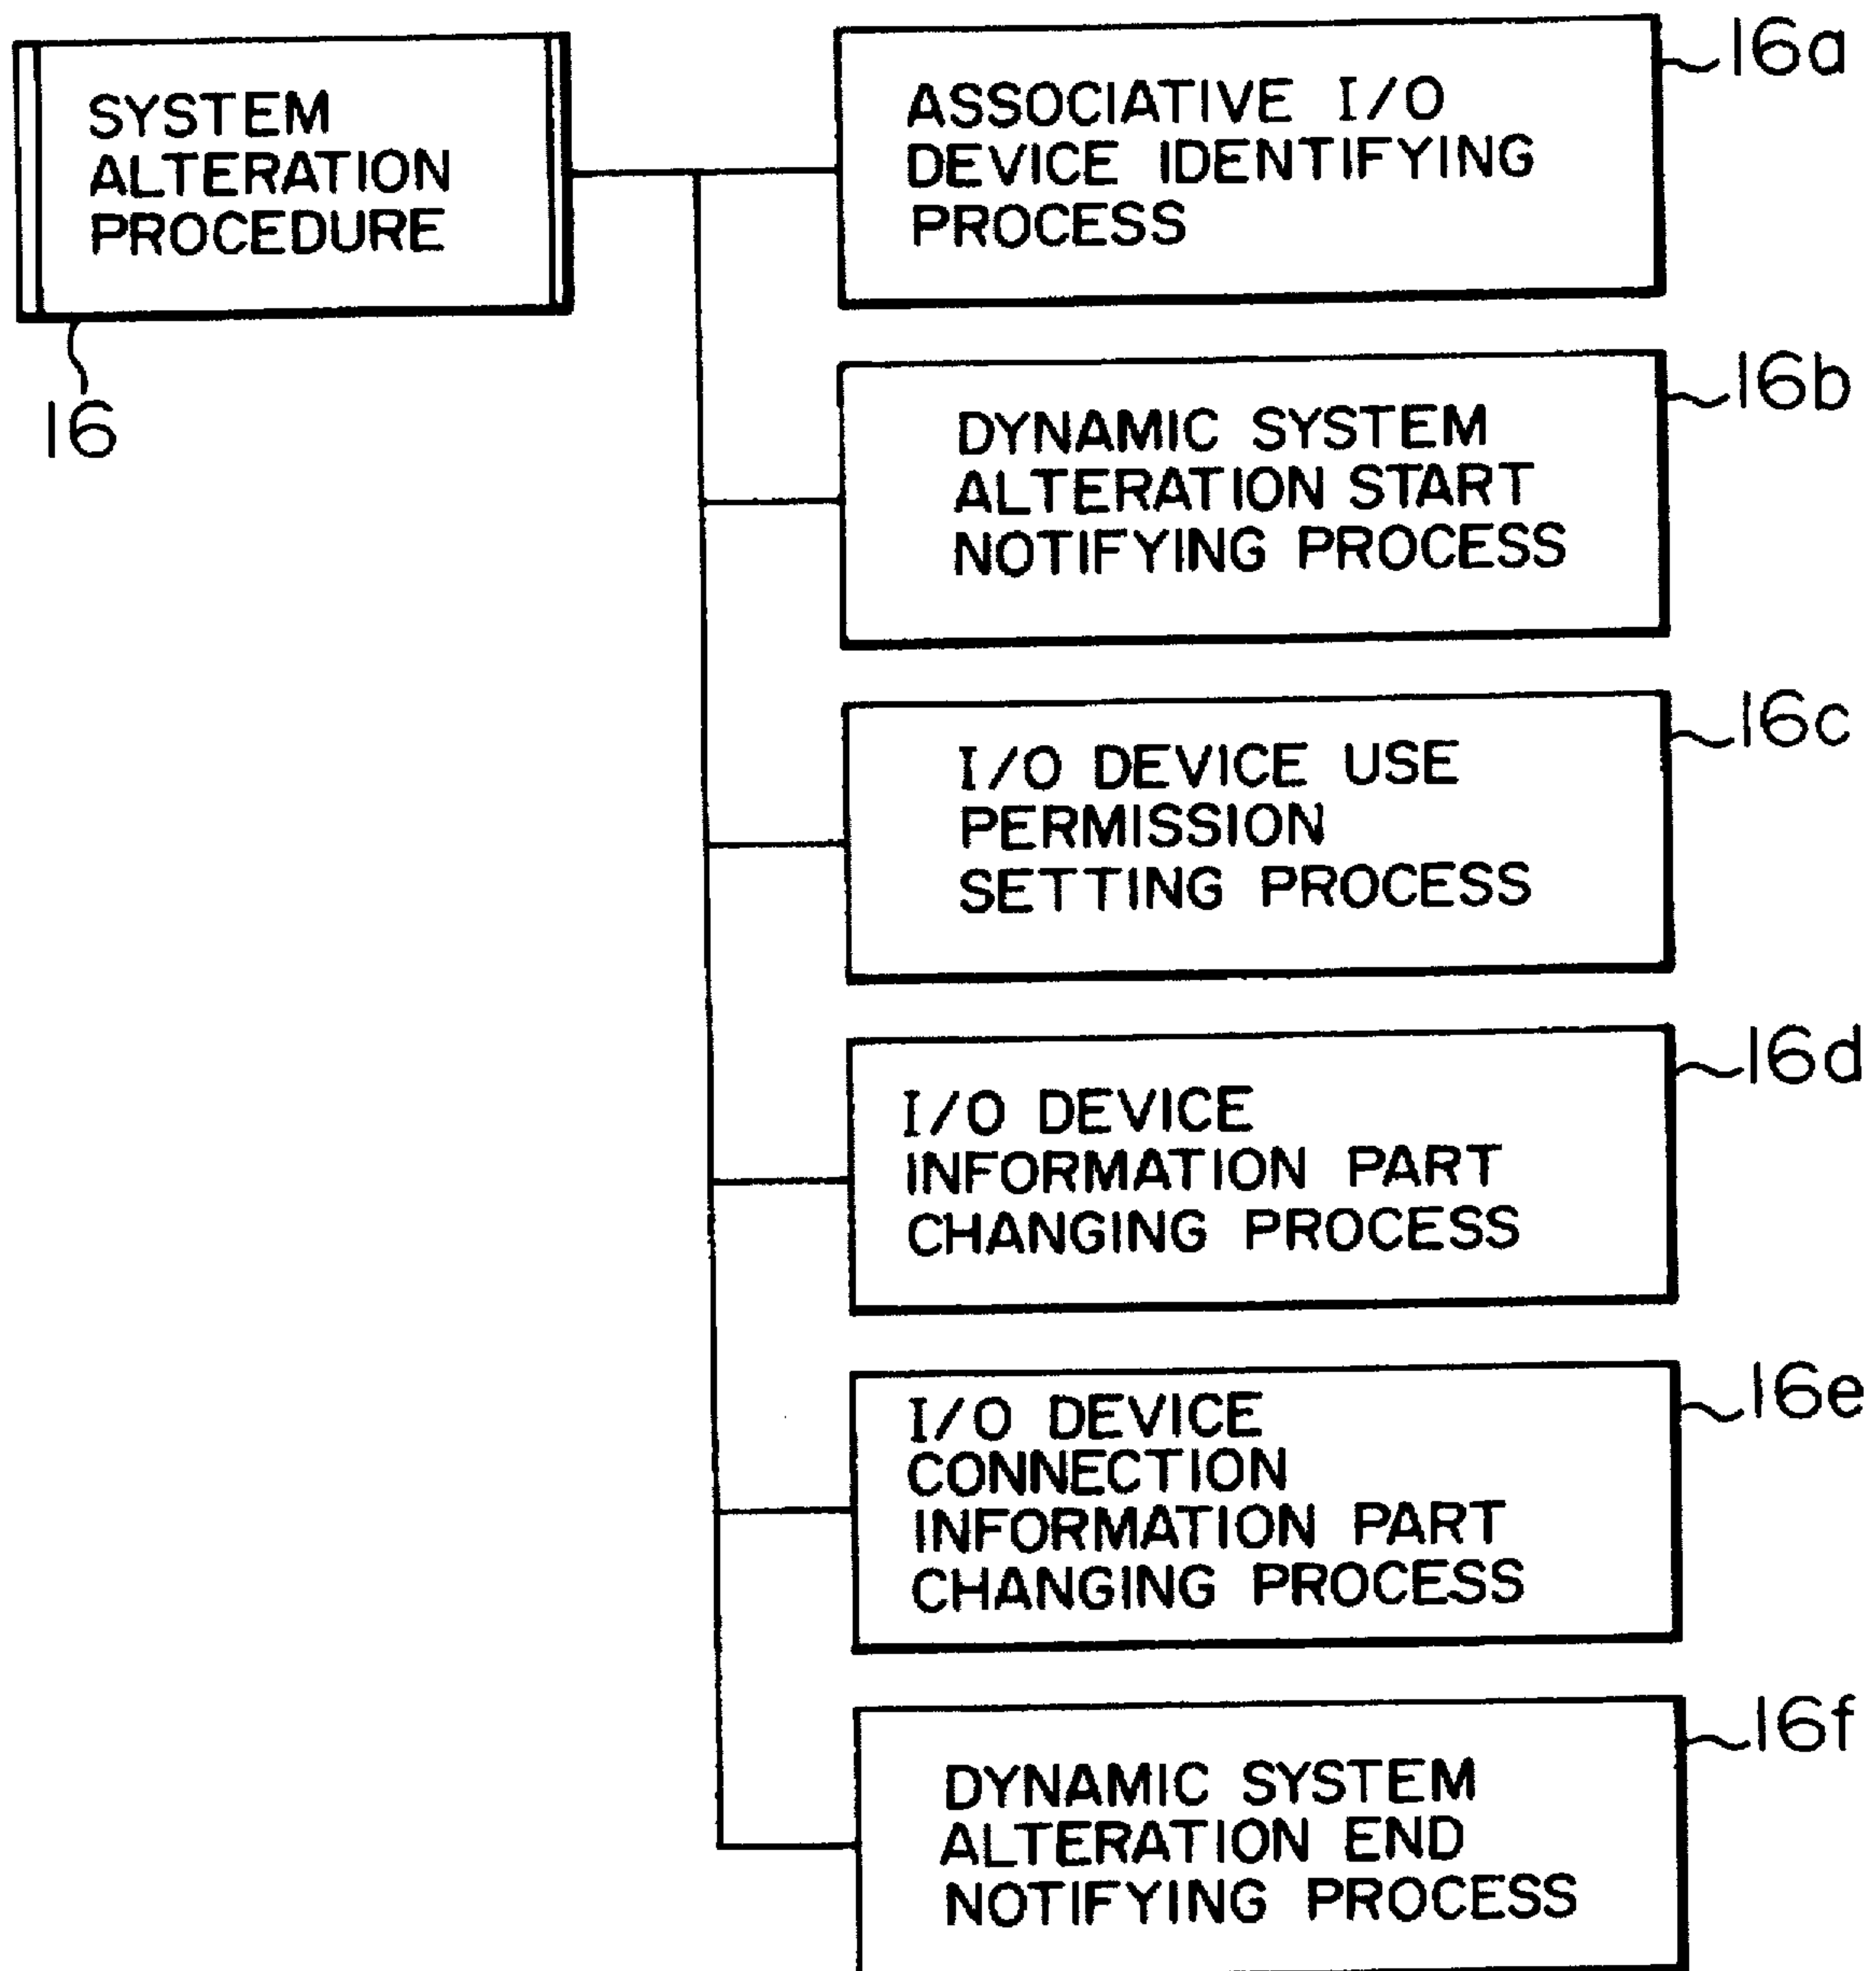 SYSTEM
ALTERATION
PROCEDURE
16
ASSOCIATIVE I/O
DEVICE IDENTIFYING
PROCESS
16a
DYNAMIC SYSTEM
ALTERATION START
NOTIFYING PROCESS
16b
I/O DEVICE USE
PERMISSION
SETTING PROCESS
16c
I/O DEVICE
INFORMATION PART
CHANGING PROCESS
16d
I/O DEVICE
CONNECTION
INFORMATION PART
CHANGING PROCESS
16e
DYNAMIC SYSTEM
ALTERATION END
NOTIFYING PROCESS
16f